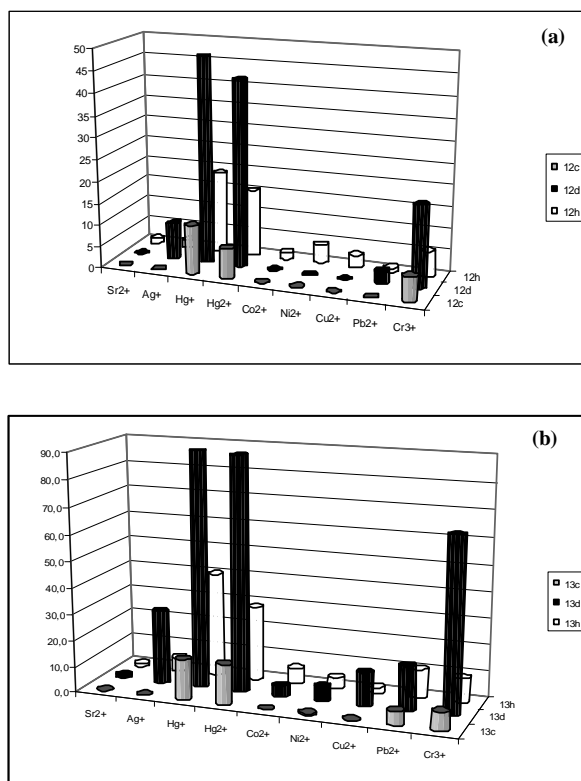 (a)
50
45
40
35
30
25
20
15
10
5
0
Sr2+ Ag+ Hg+ Hg2+ Co2+ Ni2+ Cu2+ Pb2+ Cr3+
12h
12d
12c
12c
12d
12h
(b)
90,0
80,0
70,0
60,0
50,0
40,0
30,0
20,0
10,0
0,0
Sr2+ Ag+ Hg+ Hg2+ Co2+ Ni2+ Cu2+ Pb2+ Cr3+
13h
13d
13c
13c
13d
13h